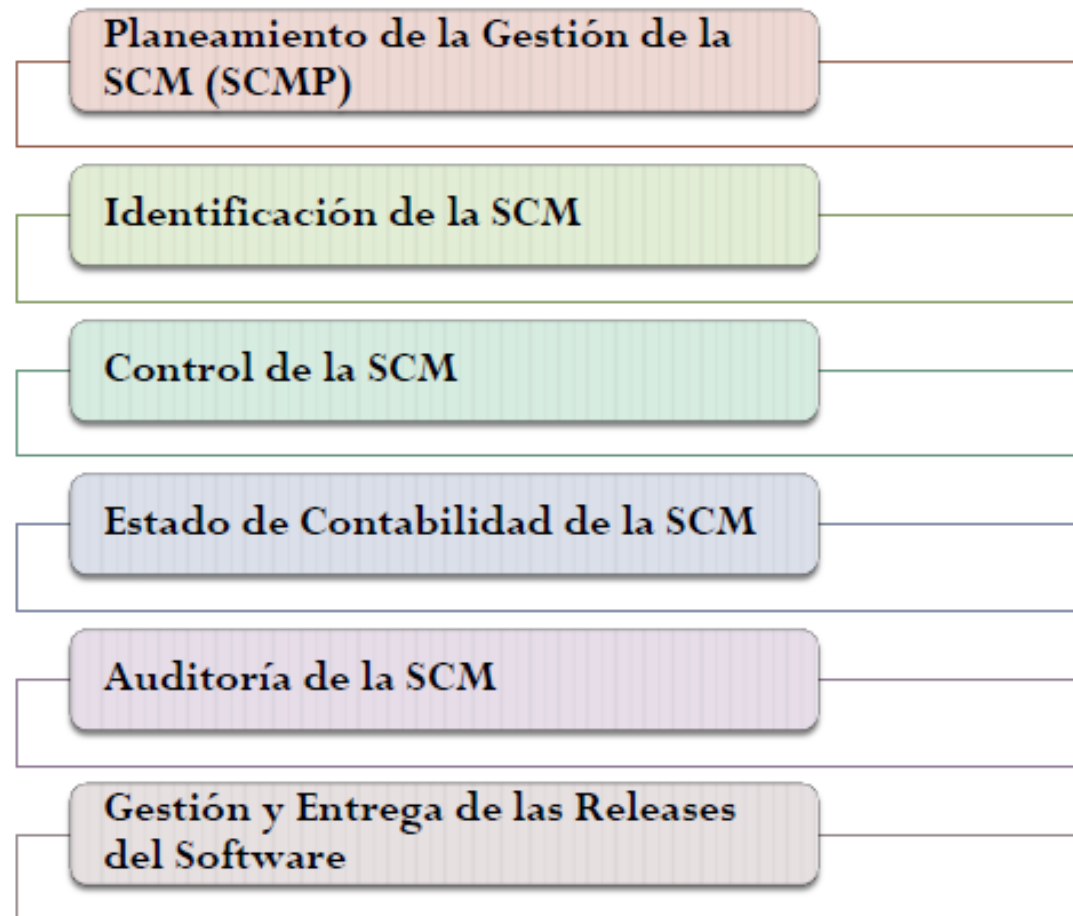 Planeamiento de la Gestión de la
SCM (SCMP)
Identificación de la SCM
Control de la SCM
Estado de Contabilidad de la SCM
Auditoría de la SCM
Gestión y Entrega de las Releases
del Software